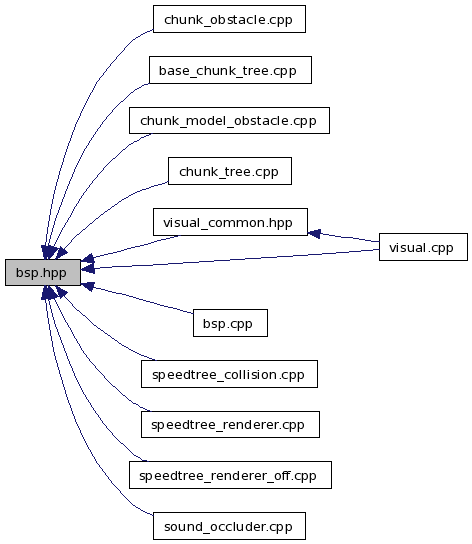 chunk_obstacle.cpp
base_chunk_tree.cpp
chunk_model_obstacle.cpp
chunk_tree.cpp
visual_common.hpp
visual.cpp
bsp.hpp
bsp.cpp
speedtree_collision.cpp
speedtree_renderer.cpp
speedtree_renderer_off.cpp
sound_occluder.cpp